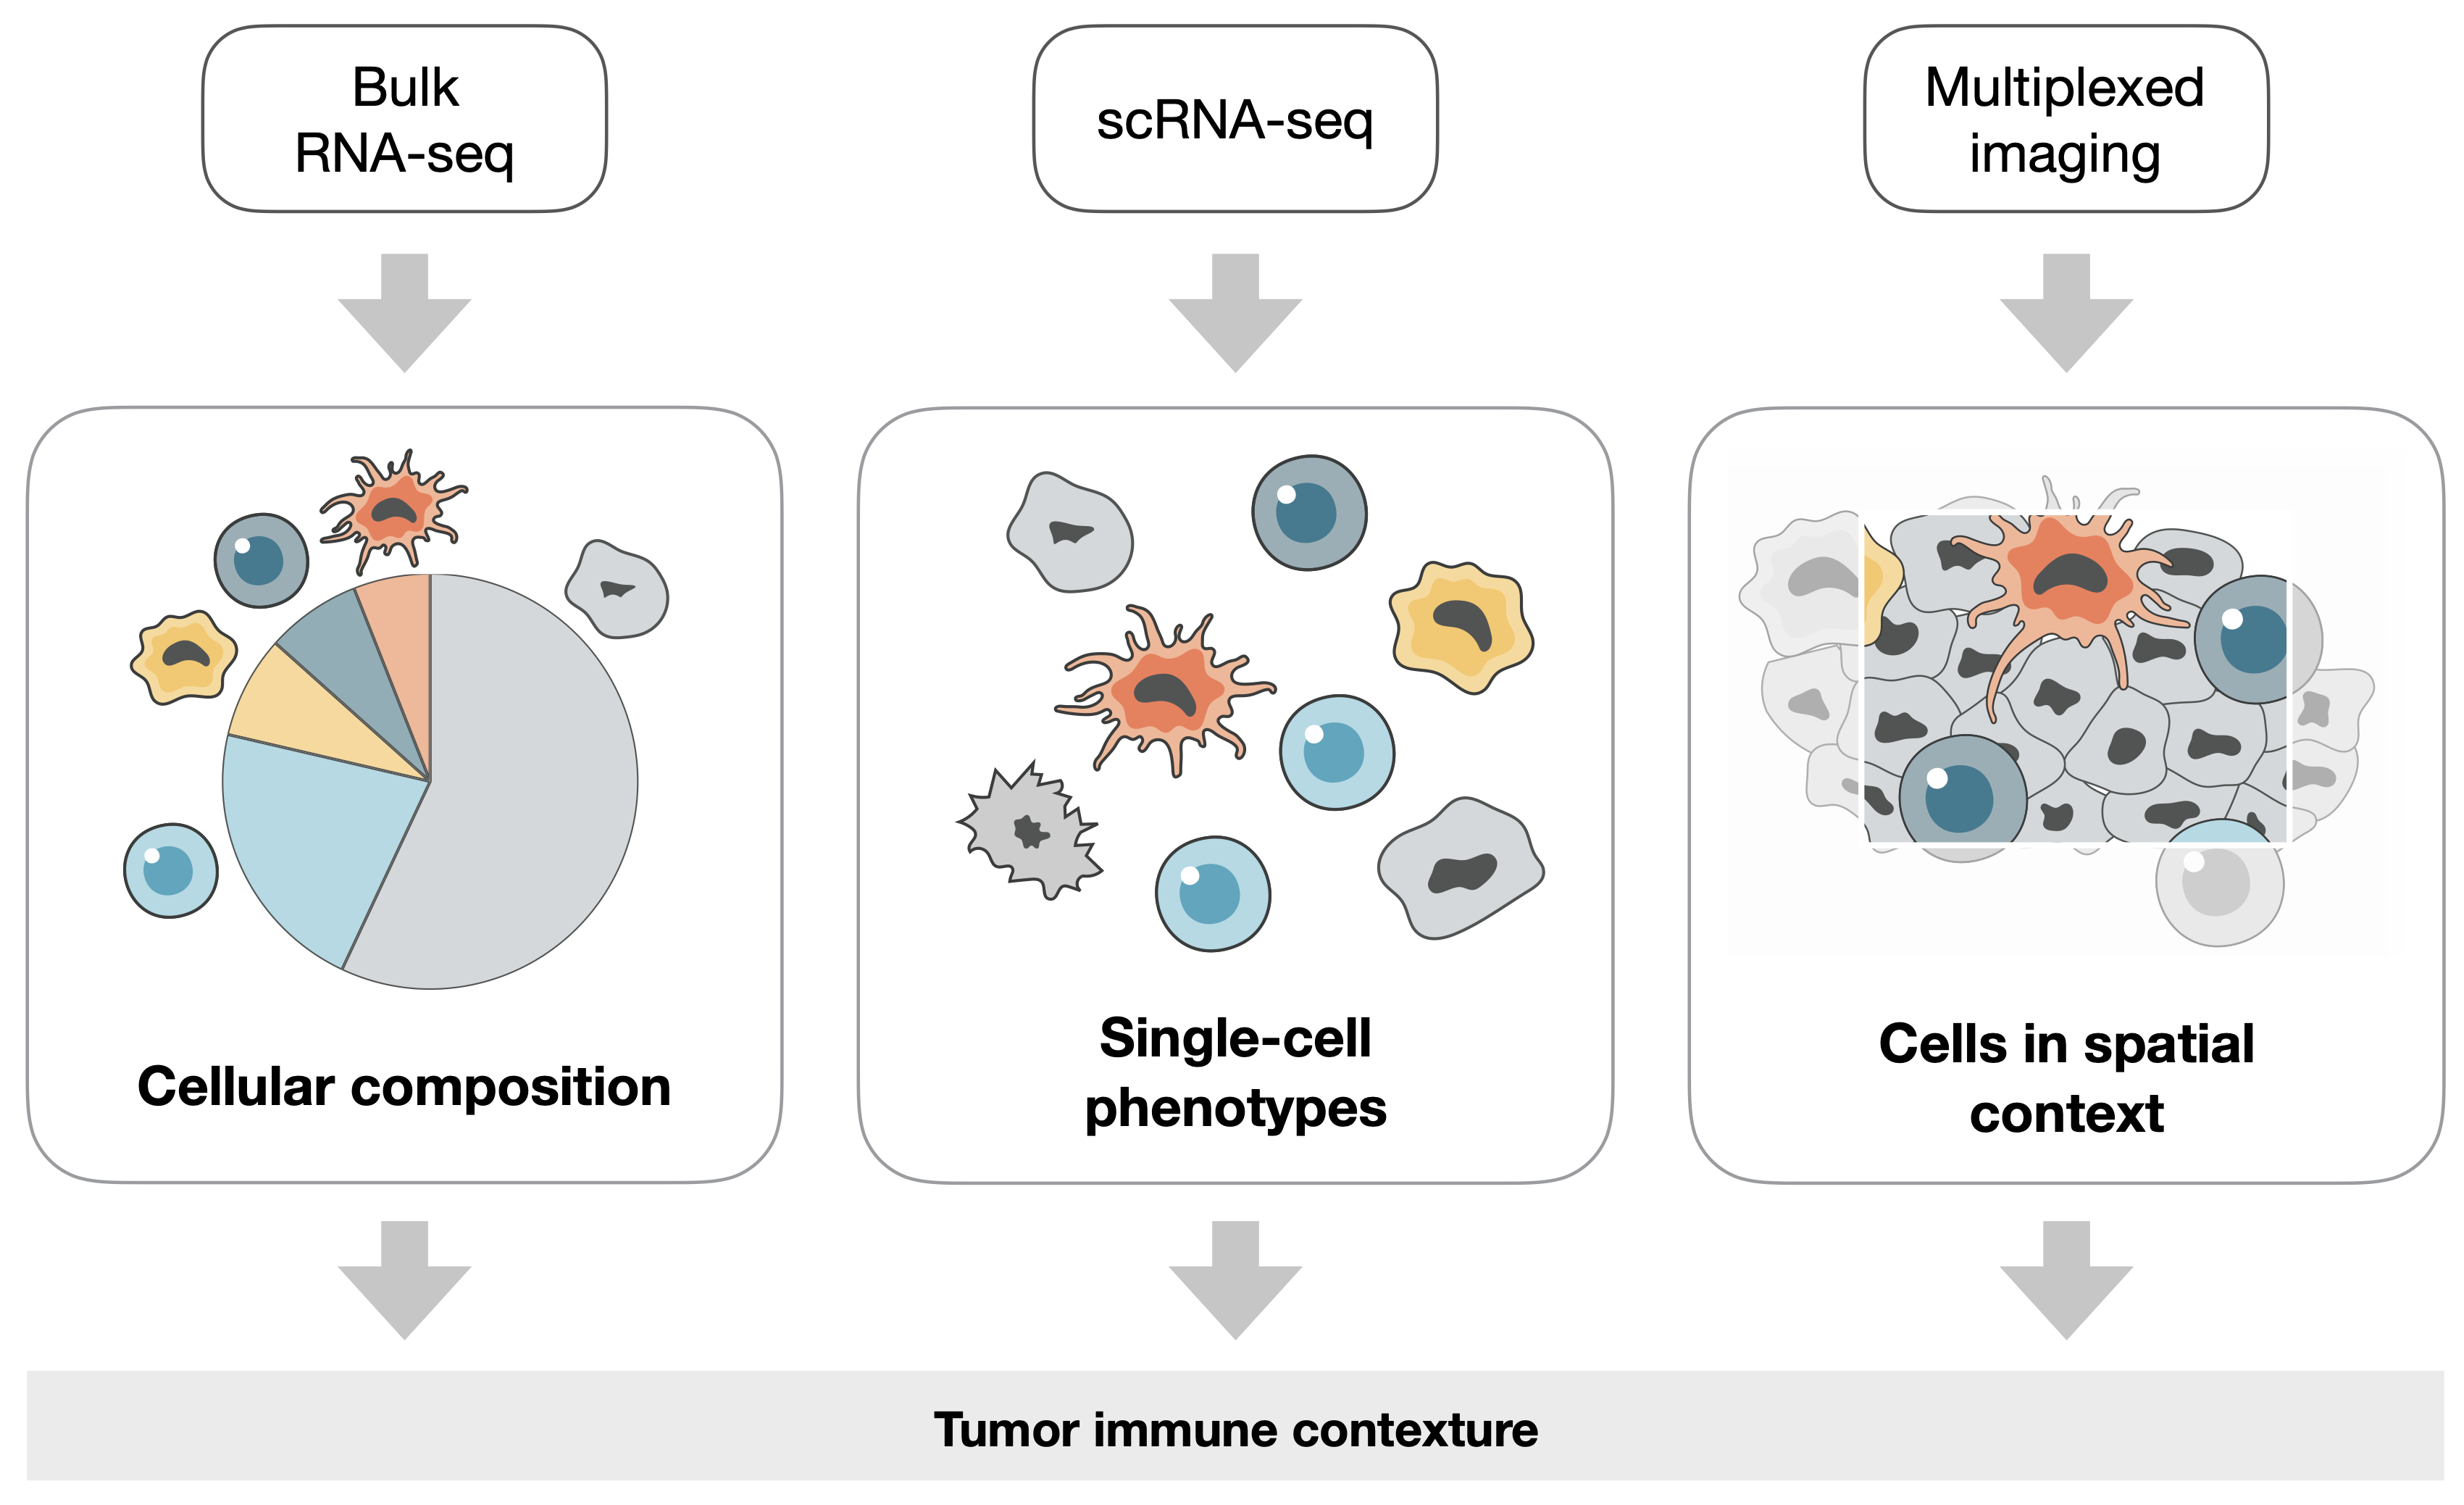 Bulk
RNA-seq
scRNA-seq
Multiplexed
imaging
Cellular composition
Single-cell
phenotypes
Cells in spatial
context
Tumor immune contexture